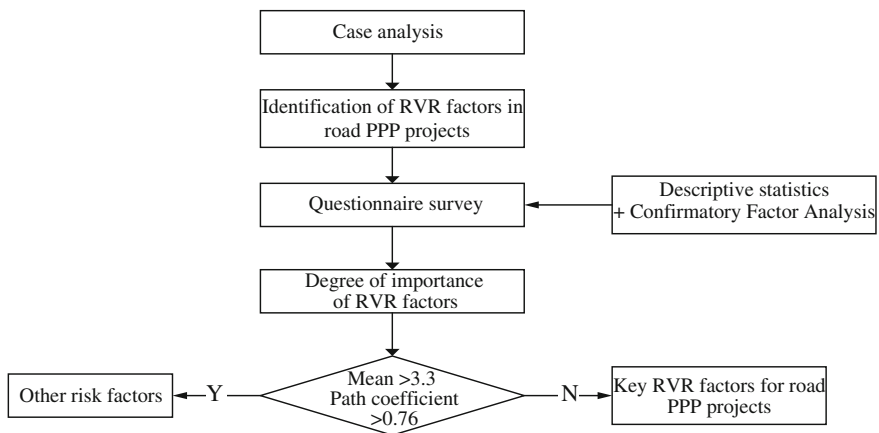 Case analysis
Identification of RVR factors in
road PPP projects
Questionnaire survey
Descriptive statistics
+ Confirmatory Factor Analysis
Degree of importance
of RVR factors
Mean >3.3
Path coefficient
>0.76
Y
Other risk factors
N
Key RVR factors for road
PPP projects